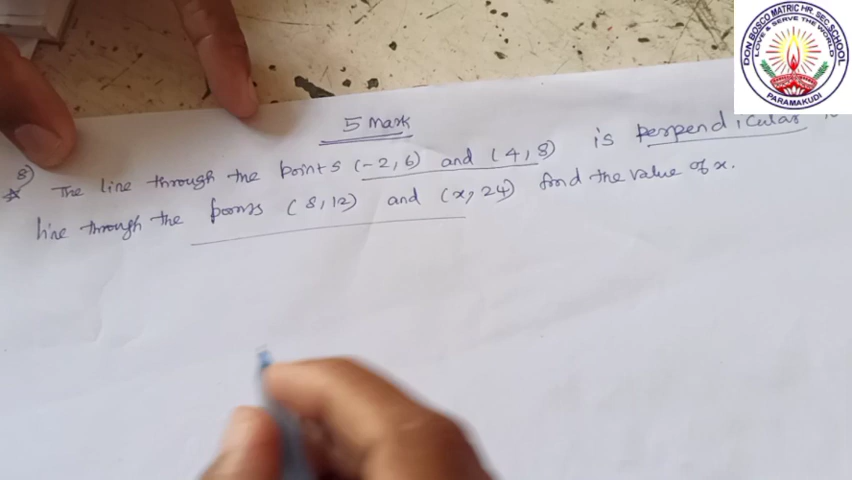 DON BOSCO MATRIC HR. SEC SCHOOL
LOVE & SERVE THE WORLD
PARAMAKUDI
5 Mark
8) The line through the points (-2, 6) and (4, 8) is perpendicular to
line through the points (8, 12) and (x, 24) find the value of x.